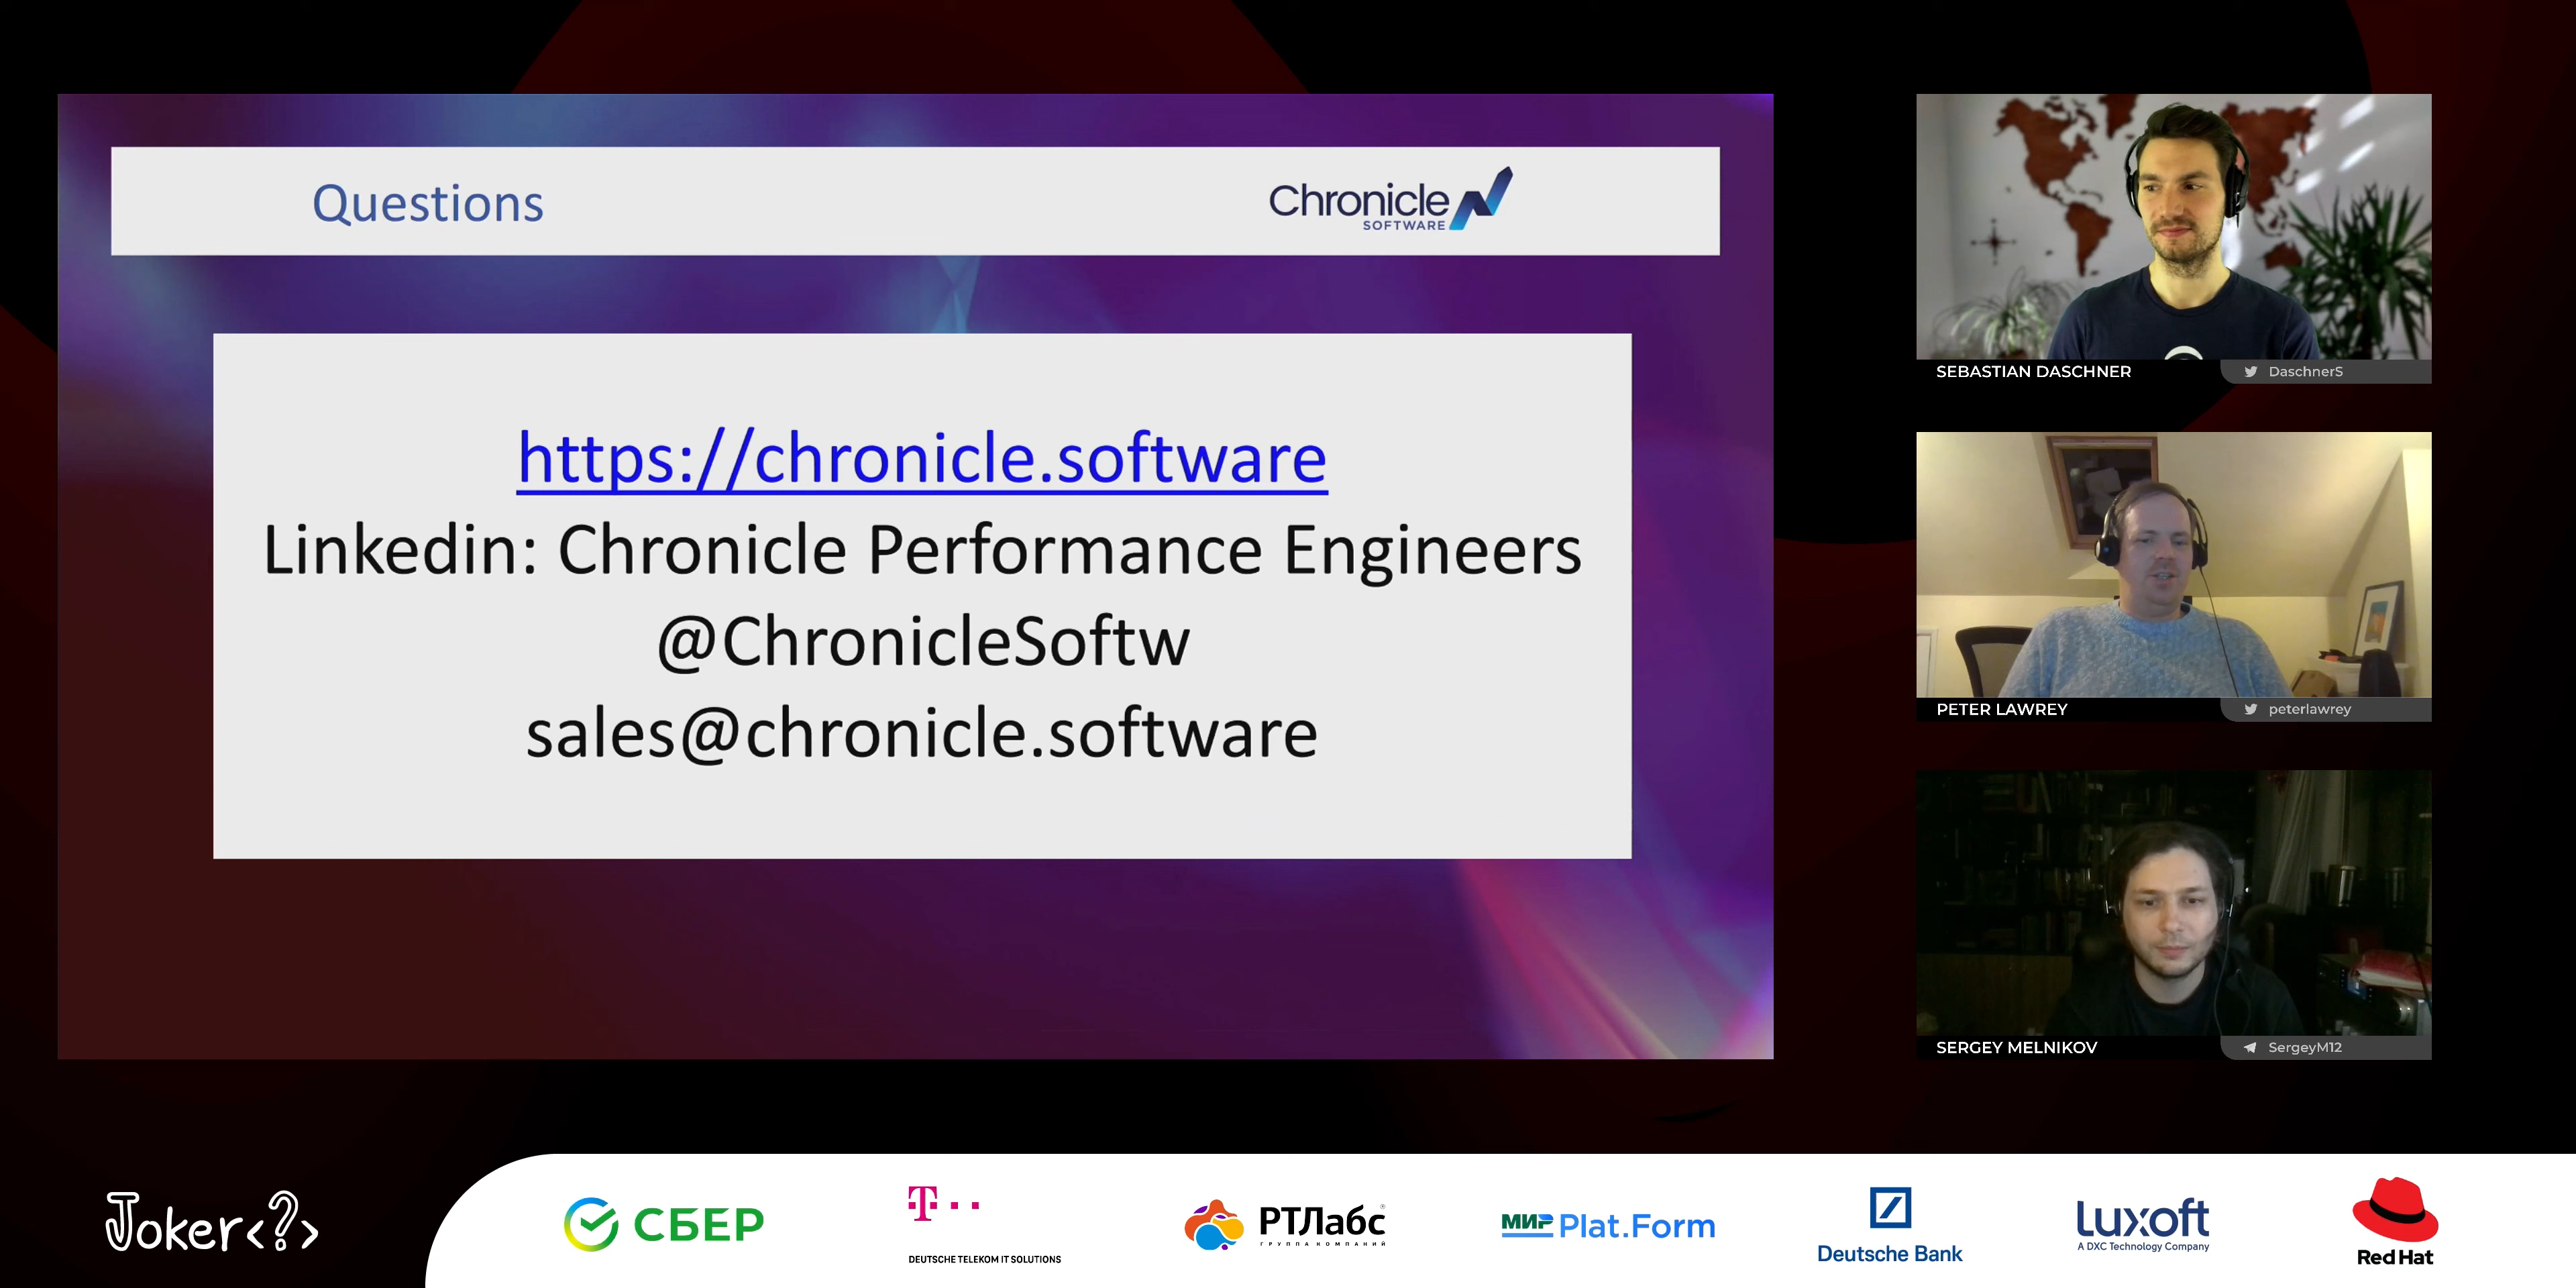 Questions
Chronicle
SOFTWARE
https://chronicle.software
Linkedin: Chronicle Performance Engineers
@ChronicleSoftw
sales@chronicle.software
SEBASTIAN DASCHNER
DaschnerS
PETER LAWREY
peterlawrey
SERGEY MELNIKOV
SergeyM12
Joker<?>
СБЕР
T
DEUTSCHE TELEKOM IT SOLUTIONS
РТЛабс
ГРУППА КОМПАНИЙ
МИР Plat.Form
Deutsche Bank
Luxoft
A DXC Technology Company
Red Hat